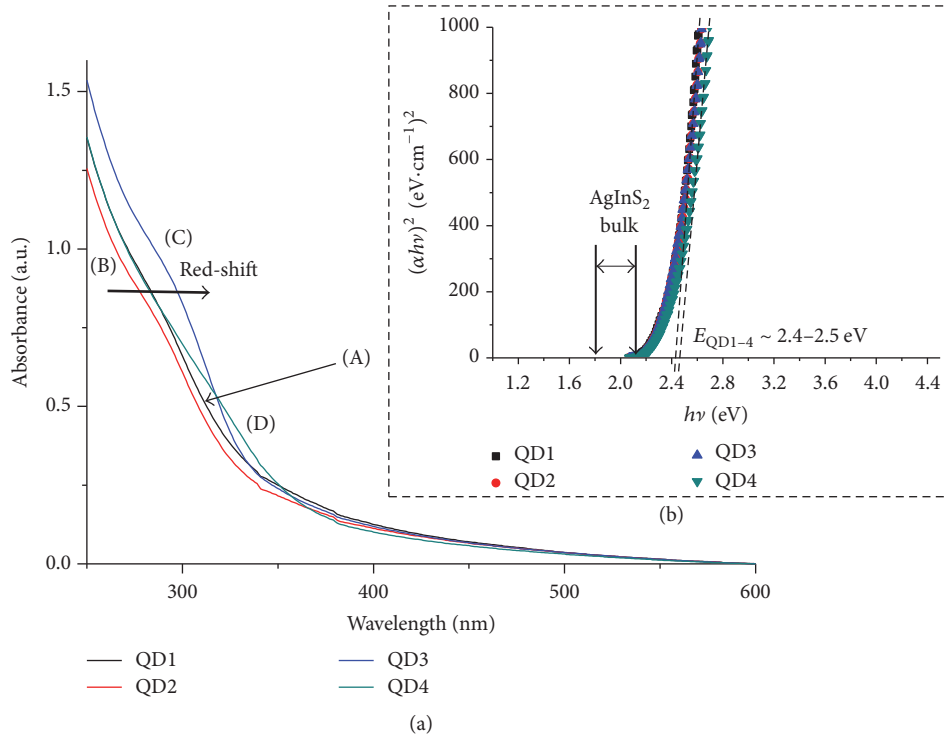 1000
800
600
400
200
0
(αhν)² (eV·cm⁻¹)²
AgInS₂
bulk
E_QD1–4 ~ 2.4–2.5 eV
1.2 1.6 2.0 2.4 2.8 3.2 3.6 4.0 4.4
hν (eV)
QD1 QD3
QD2 QD4
(b)
1.5
1.0
0.5
0.0
Absorbance (a.u.)
(C)
(B)
Red-shift
(A)
(D)
300 400 500 600
Wavelength (nm)
QD1 QD3
QD2 QD4
(a)